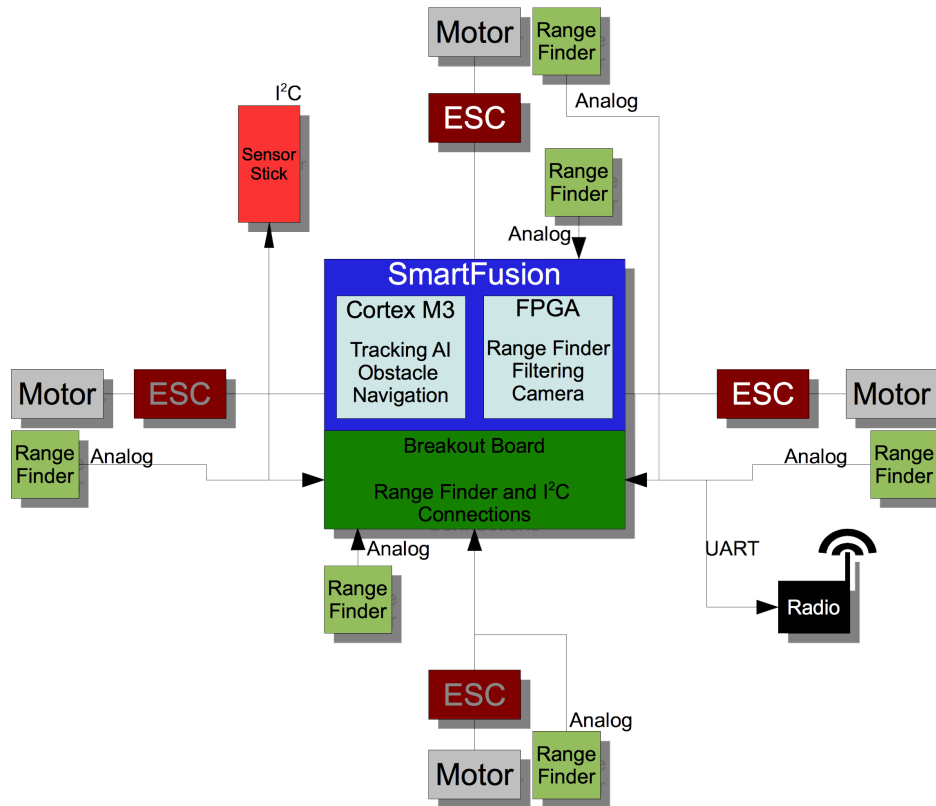 Motor
Range
Finder
I²C
Analog
ESC
Sensor
Stick
Range
Finder
Analog
SmartFusion
Cortex M3
Tracking AI
Obstacle
Navigation
FPGA
Range Finder
Filtering
Camera
Motor
ESC
ESC
Motor
Range
Finder
Analog
Breakout Board
Range Finder and I²C
Connections
Analog
Range
Finder
Analog
UART
Range
Finder
Radio
ESC
Analog
Motor
Range
Finder